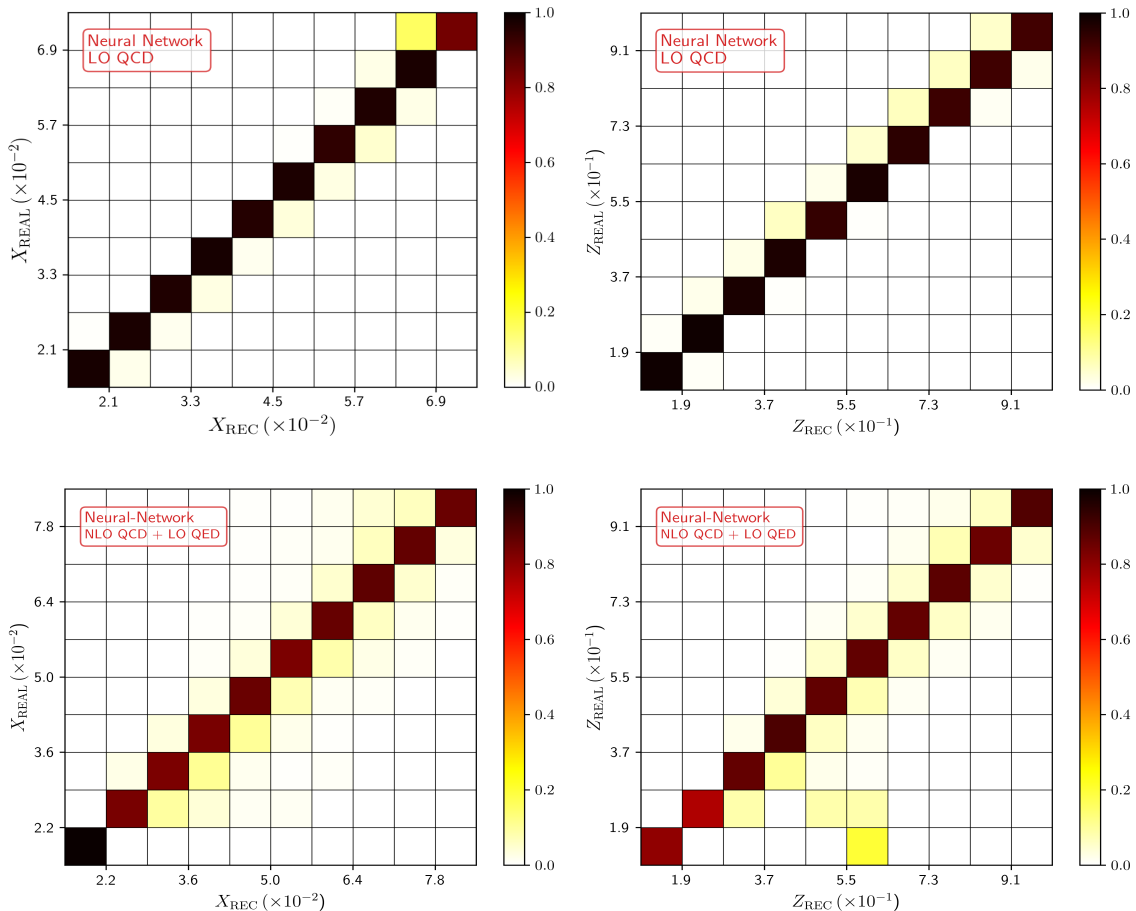 Neural Network
LO QCD
6.9
5.7
4.5
3.3
2.1
X_REAL (×10⁻²)
2.1 3.3 4.5 5.7 6.9
X_REC (×10⁻²)
1.0
0.8
0.6
0.4
0.2
0.0
Neural Network
LO QCD
9.1
7.3
5.5
3.7
1.9
Z_REAL (×10⁻¹)
1.9 3.7 5.5 7.3 9.1
Z_REC (×10⁻¹)
1.0
0.8
0.6
0.4
0.2
0.0
Neural-Network
NLO QCD + LO QED
7.8
6.4
5.0
3.6
2.2
X_REAL (×10⁻²)
2.2 3.6 5.0 6.4 7.8
X_REC (×10⁻²)
1.0
0.8
0.6
0.4
0.2
0.0
Neural-Network
NLO QCD + LO QED
9.1
7.3
5.5
3.7
1.9
Z_REAL (×10⁻¹)
1.9 3.7 5.5 7.3 9.1
Z_REC (×10⁻¹)
1.0
0.8
0.6
0.4
0.2
0.0